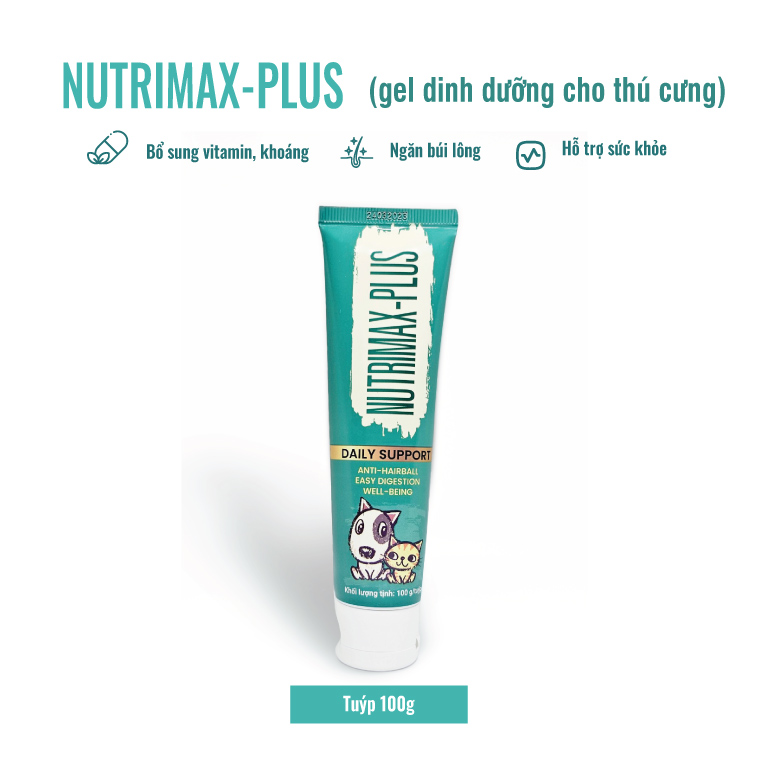 NUTRIMAX-PLUS (gel dinh dưỡng cho thú cưng)
Bổ sung vitamin, khoáng
Ngăn búi lông
Hỗ trợ sức khỏe
24032023
NUTRIMAX-PLUS
DAILY SUPPORT
ANTI-HAIRBALL
EASY DIGESTION
WELL-BEING
Khối lượng tịnh: 100 g/
Tuýp 100g